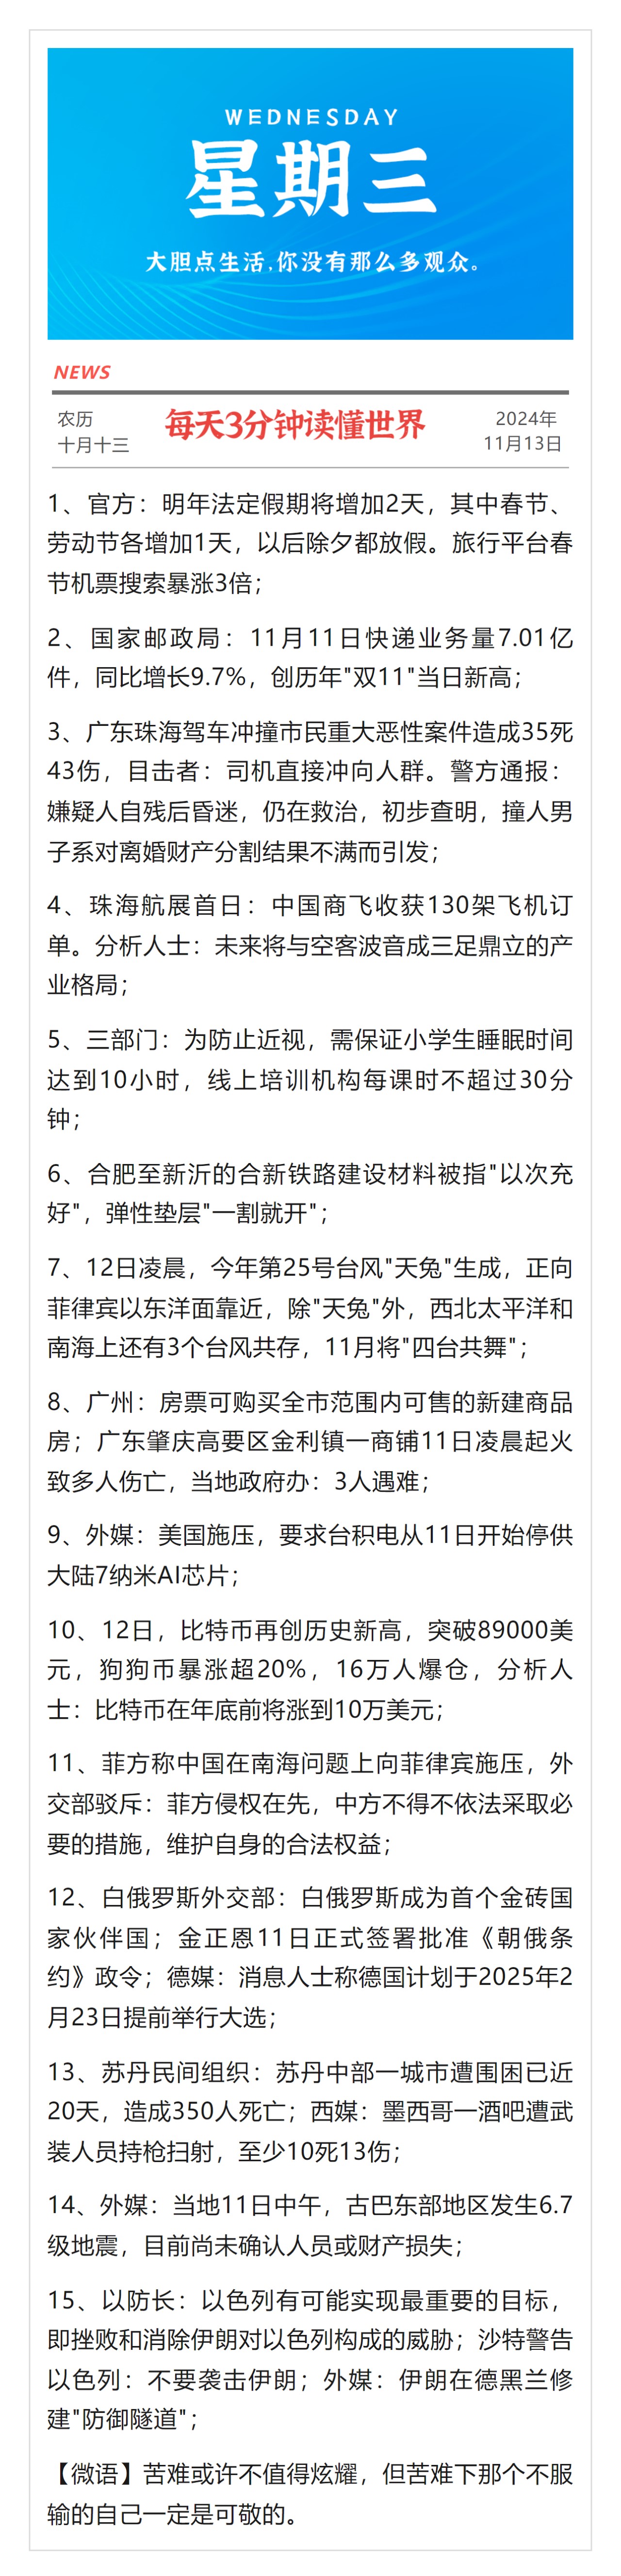 WEDNESDAY
星期三
大胆点生活,你没有那么多观众。
NEWS
农历
十月十三
每天3分钟读懂世界
2024年
11月13日
1、官方：明年法定假期将增加2天，其中春节、
劳动节各增加1天，以后除夕都放假。旅行平台春
节机票搜索暴涨3倍；
2、国家邮政局：11月11日快递业务量7.01亿
件，同比增长9.7%，创历年"双11"当日新高；
3、广东珠海驾车冲撞市民重大恶性案件造成35死
43伤，目击者：司机直接冲向人群。警方通报：
嫌疑人自残后昏迷，仍在救治，初步查明，撞人男
子系对离婚财产分割结果不满而引发；
4、珠海航展首日：中国商飞收获130架飞机订
单。分析人士：未来将与空客波音成三足鼎立的产
业格局；
5、三部门：为防止近视，需保证小学生睡眠时间
达到10小时，线上培训机构每课时不超过30分
钟；
6、合肥至新沂的合新铁路建设材料被指"以次充
好"，弹性垫层"一割就开"；
7、12日凌晨，今年第25号台风"天兔"生成，正向
菲律宾以东洋面靠近，除"天兔"外，西北太平洋和
南海上还有3个台风共存，11月将"四台共舞"；
8、广州：房票可购买全市范围内可售的新建商品
房；广东肇庆高要区金利镇一商铺11日凌晨起火
致多人伤亡，当地政府办：3人遇难；
9、外媒：美国施压，要求台积电从11日开始停供
大陆7纳米AI芯片；
10、12日，比特币再创历史新高，突破89000美
元，狗狗币暴涨超20%，16万人爆仓，分析人
士：比特币在年底前将涨到10万美元；
11、菲方称中国在南海问题上向菲律宾施压，外
交部驳斥：菲方侵权在先，中方不得不依法采取必
要的措施，维护自身的合法权益；
12、白俄罗斯外交部：白俄罗斯成为首个金砖国
家伙伴国；金正恩11日正式签署批准《朝俄条
约》政令；德媒：消息人士称德国计划于2025年2
月23日提前举行大选；
13、苏丹民间组织：苏丹中部一城市遭围困已近
20天，造成350人死亡；西媒：墨西哥一酒吧遭武
装人员持枪扫射，至少10死13伤；
14、外媒：当地11日中午，古巴东部地区发生6.7
级地震，目前尚未确认人员或财产损失；
15、以防长：以色列有可能实现最重要的目标，
即挫败和消除伊朗对以色列构成的威胁；沙特警告
以色列：不要袭击伊朗；外媒：伊朗在德黑兰修
建"防御隧道"；
【微语】苦难或许不值得炫耀，但苦难下那个不服
输的自己一定是可敬的。